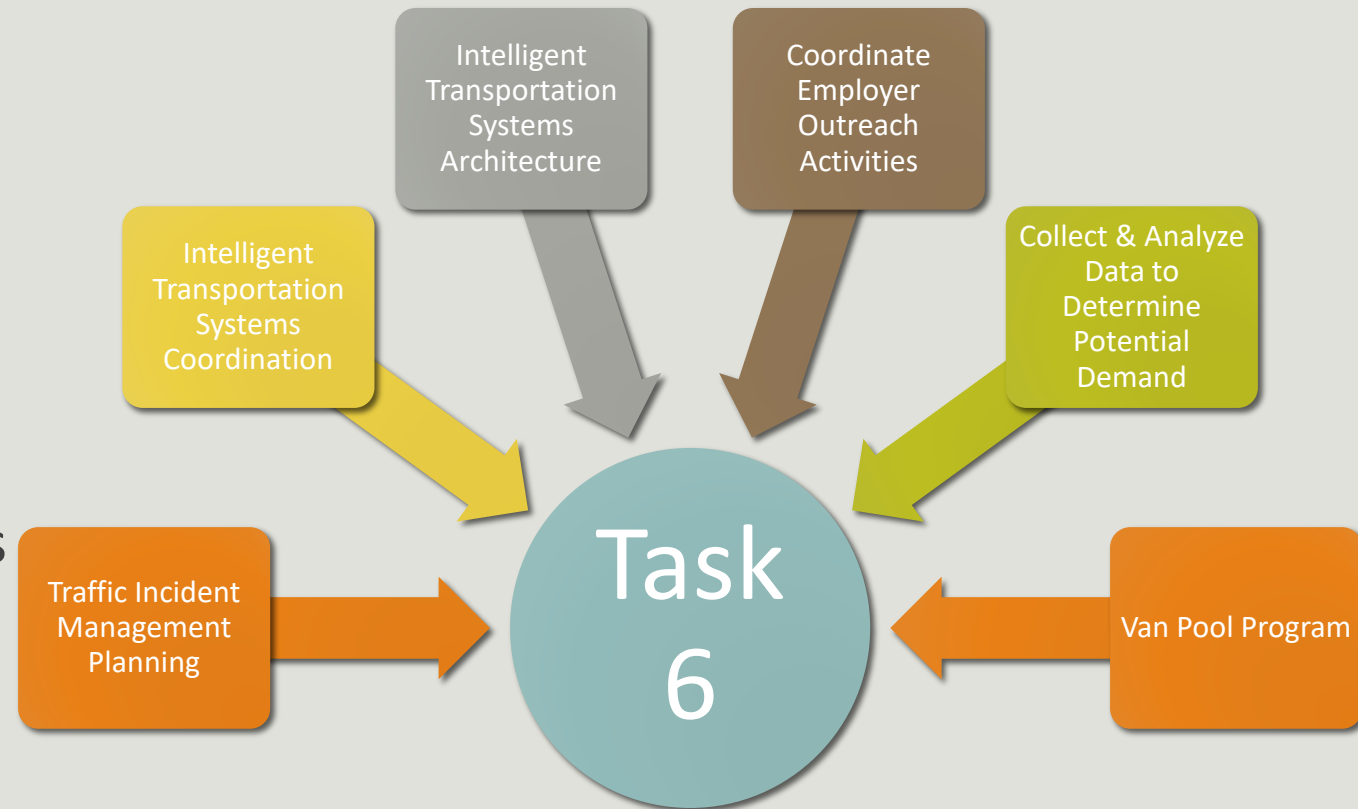 Intelligent
Transportation
Systems
Architecture
Coordinate
Employer
Outreach
Activities
Intelligent
Transportation
Systems
Coordination
Collect & Analyze
Data to
Determine
Potential
Demand
s
Traffic Incident
Management
Planning
Task
6
Van Pool Program